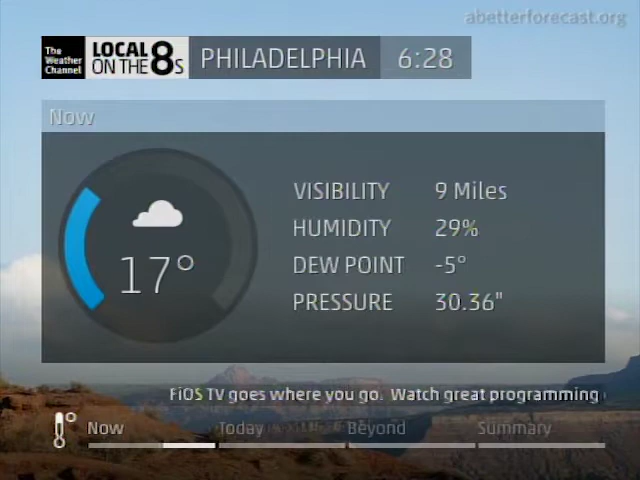 abetterforecast.org
The Weather Channel
LOCAL ON THE 8s
PHILADELPHIA 6:28
Now
17°
VISIBILITY 9 Miles
HUMIDITY 29%
DEW POINT -5°
PRESSURE 30.36"
FiOS TV goes where you go. Watch great programming
Now Today Beyond Summary